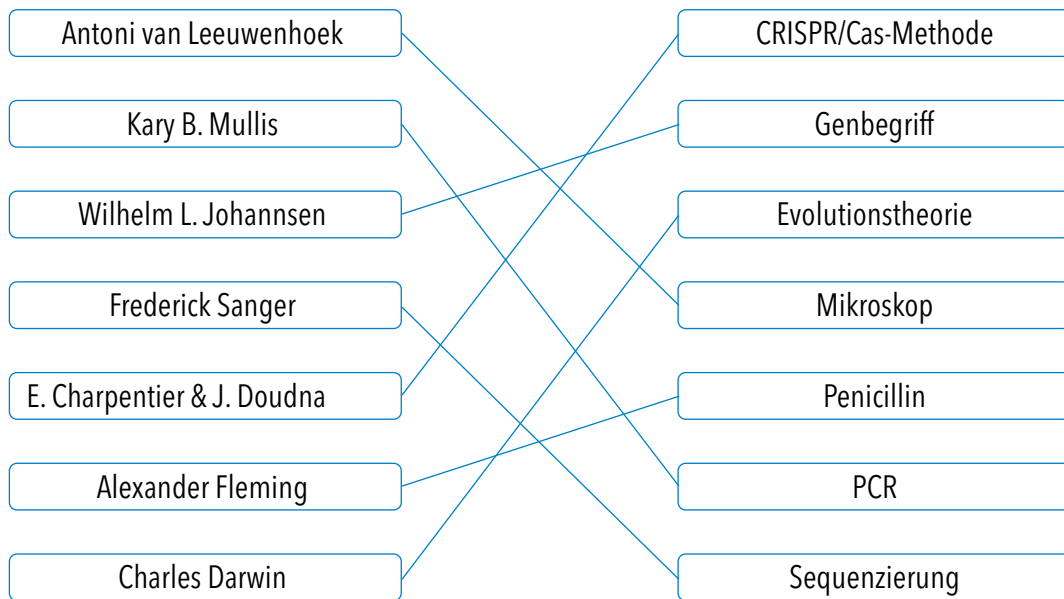 Antoni van Leeuwenhoek
CRISPR/Cas-Methode
Kary B. Mullis
Genbegriff
Wilhelm L. Johannsen
Evolutionstheorie
Frederick Sanger
Mikroskop
E. Charpentier & J. Doudna
Penicillin
Alexander Fleming
PCR
Charles Darwin
Sequenzierung